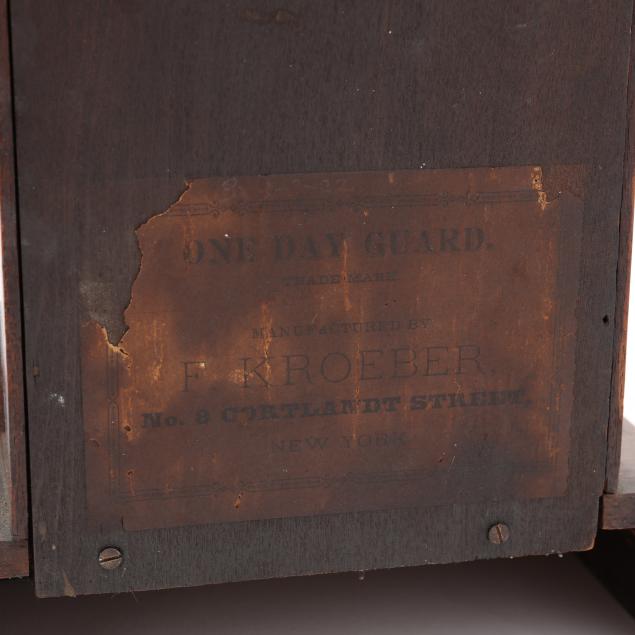 ONE DAY GUARD.
TRADE MARK
MANUFACTURED BY
F. KROEBER,
No. 8 CORTLANDT STREET,
NEW YORK